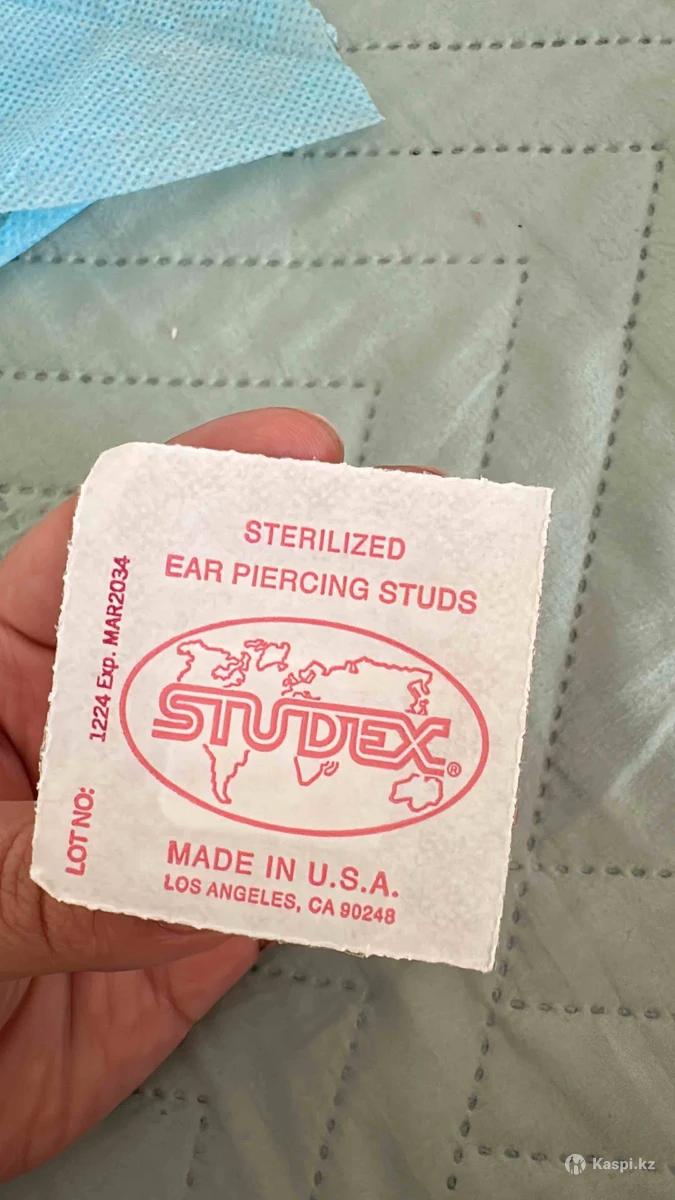 STERILIZED
EAR PIERCING STUDS
STUDEX®
MADE IN U.S.A.
LOS ANGELES, CA 90248
LOT NO: 1224 Exp. MAR2034
Kaspi.kz